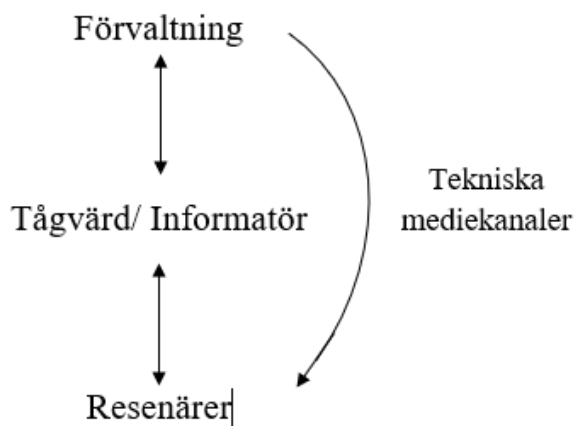 Förvaltning
Tågvärd/ Informatör
Tekniska
mediekanaler
Resenärer